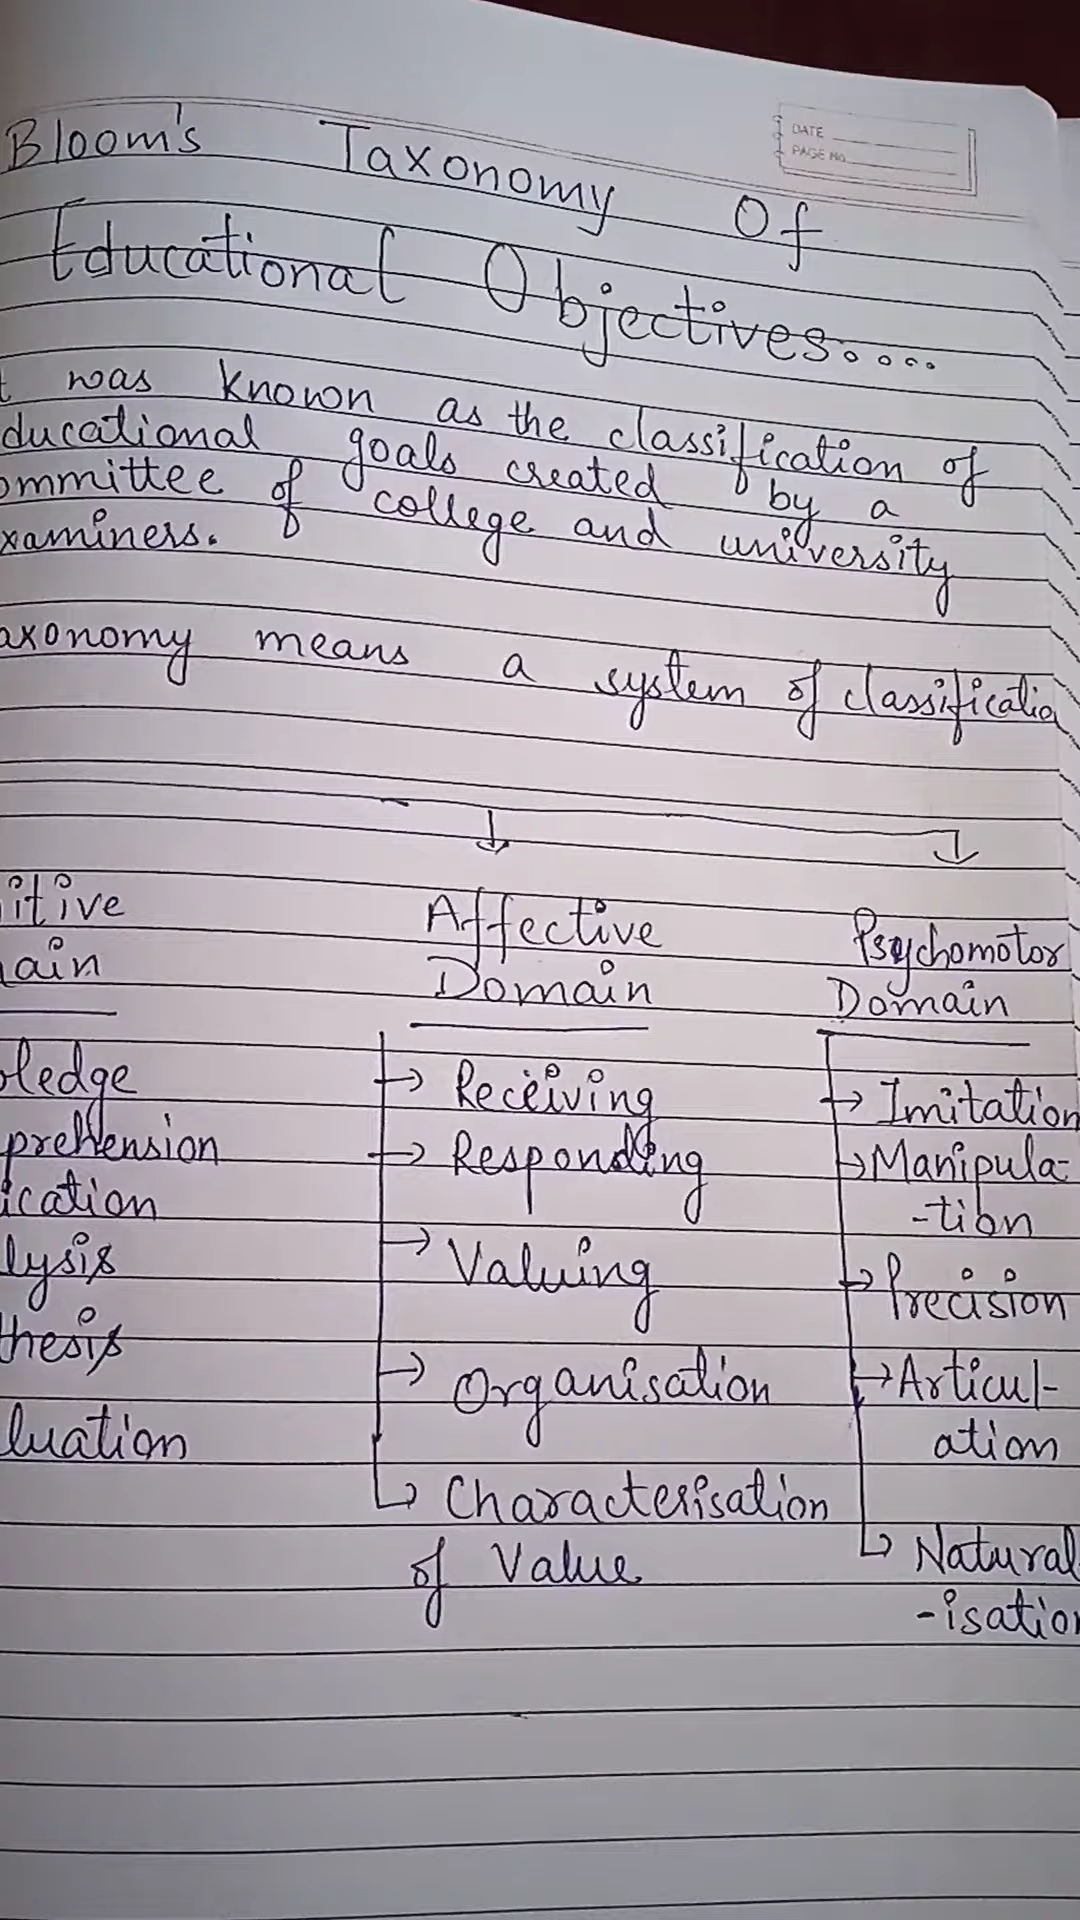 Bloom's Taxonomy Of
Educational Objectives....
DATE
PAGE No.
t was known as the classification of
ducational goals created by a
ommittee of college and university
xaminers.
axonomy means a system of classificatio
itive
ain
ledge
prehension
ication
lysis
thesis
luation
Affective
Domain
Receiving
Responding
Valuing
Organisation
Characterisation
of Value
Psychomotor
Domain
Imitation
Manipula-
-tion
Precision
Articul-
ation
Natural
-isation